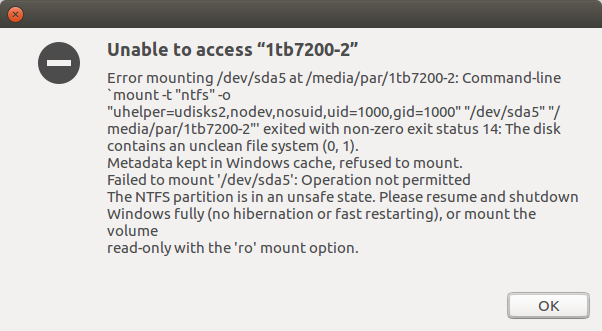 Unable to access “1tb7200-2”
Error mounting /dev/sda5 at /media/par/1tb7200-2: Command-line
`mount -t "ntfs" -o
"uhelper=udisks2,nodev,nosuid,uid=1000,gid=1000" "/dev/sda5" "/
media/par/1tb7200-2"' exited with non-zero exit status 14: The disk
contains an unclean file system (0, 1).
Metadata kept in Windows cache, refused to mount.
Failed to mount '/dev/sda5': Operation not permitted
The NTFS partition is in an unsafe state. Please resume and shutdown
Windows fully (no hibernation or fast restarting), or mount the
volume
read-only with the 'ro' mount option.
OK